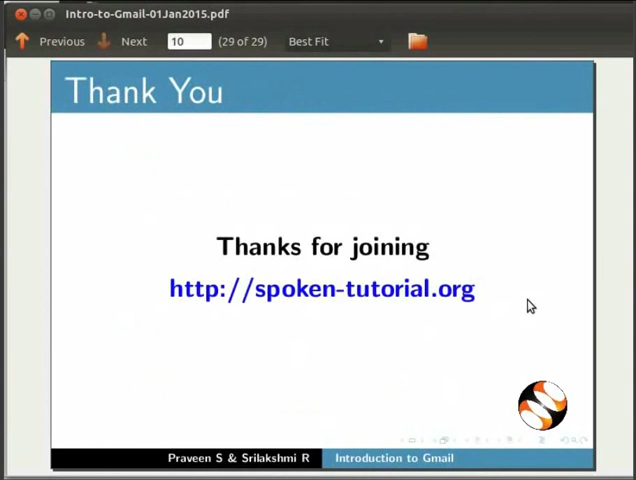 Intro-to-Gmail-01Jan2015.pdf
Previous Next 10 (29 of 29) Best Fit
Thank You
Thanks for joining
http://spoken-tutorial.org
Praveen S & Srilakshmi R Introduction to Gmail